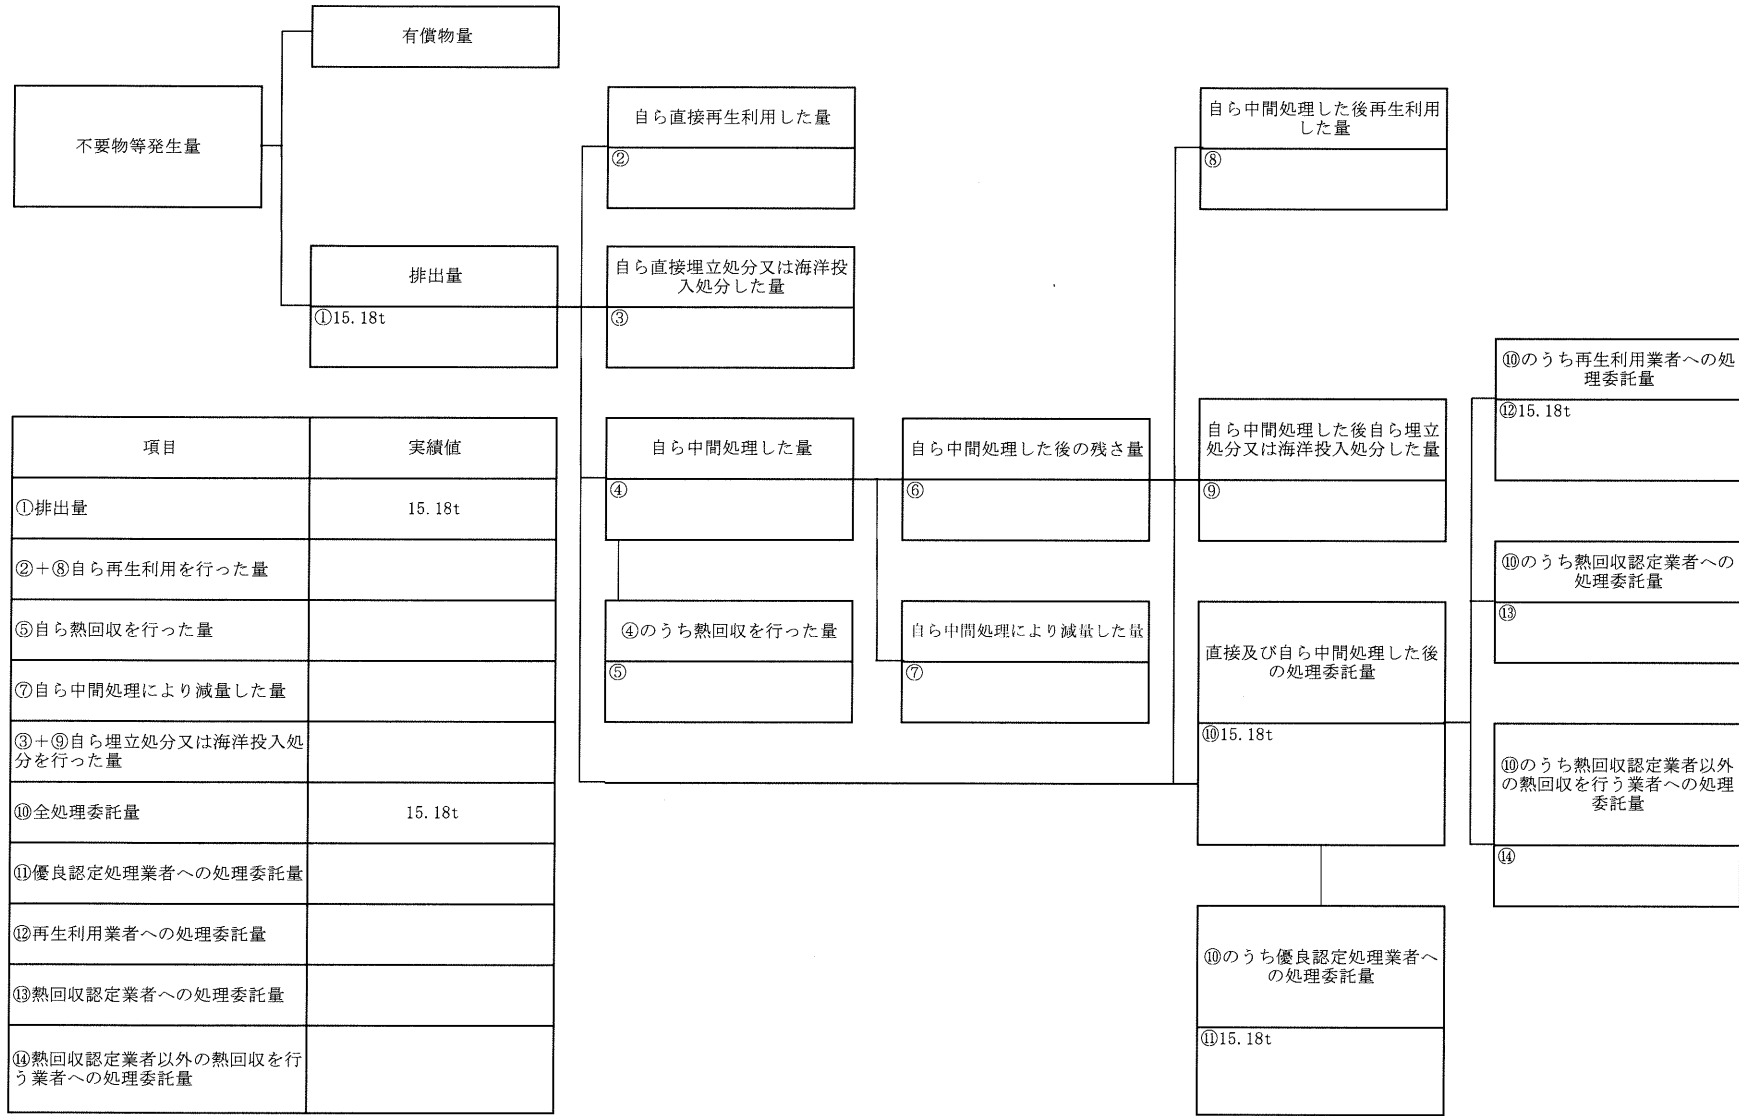 有償物量
不要物等発生量
自ら直接再生利用した量
②
自ら中間処理した後再生利用
した量
⑧
排出量
①15.18t
自ら直接埋立処分又は海洋投
入処分した量
③
⑩のうち再生利用業者への処
理委託量
⑫15.18t
項目
実績値
①排出量
15.18t
②+⑧自ら再生利用を行った量
⑤自ら熱回収を行った量
⑦自ら中間処理により減量した量
③+⑨自ら埋立処分又は海洋投入処
分を行った量
⑩全処理委託量
15.18t
⑪優良認定処理業者への処理委託量
⑫再生利用業者への処理委託量
⑬熱回収認定業者への処理委託量
⑭熱回収認定業者以外の熱回収を行
う業者への処理委託量
自ら中間処理した量
④
自ら中間処理した後の残さ量
⑥
自ら中間処理した後自ら埋立
処分又は海洋投入処分した量
⑨
⑩のうち熱回収認定業者への
処理委託量
⑬
④のうち熱回収を行った量
⑤
自ら中間処理により減量した量
⑦
直接及び自ら中間処理した後
の処理委託量
⑩15.18t
⑩のうち熱回収認定業者以外
の熱回収を行う業者への処理
委託量
⑭
⑩のうち優良認定処理業者へ
の処理委託量
⑪15.18t